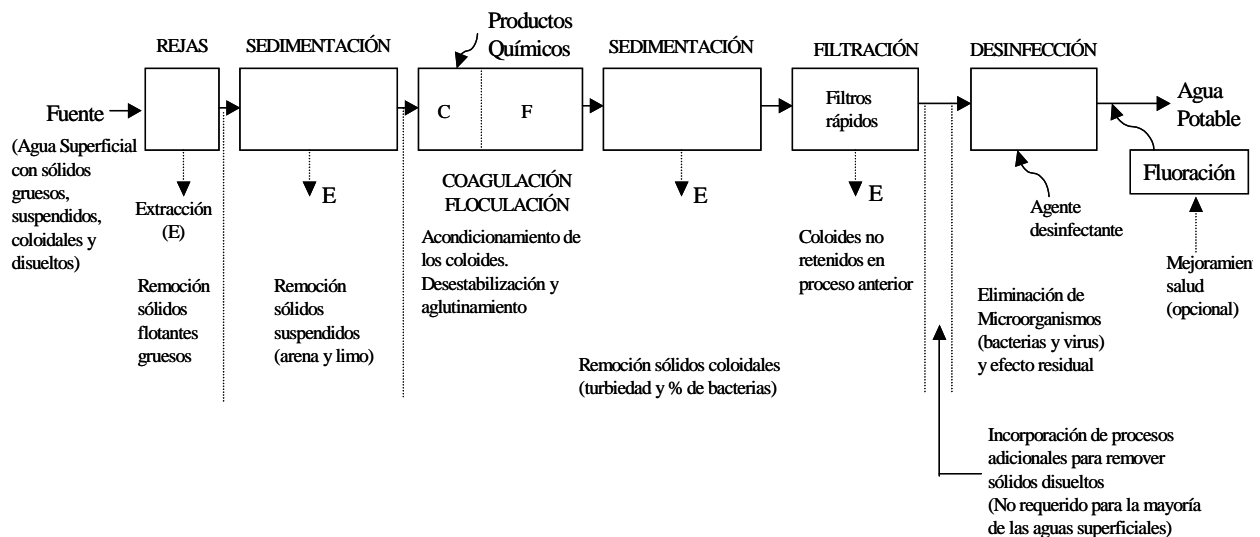 Productos
Químicos
REJAS
SEDIMENTACIÓN
SEDIMENTACIÓN
FILTRACIÓN
DESINFECCIÓN
Fuente
(Agua Superficial
con sólidos
gruesos,
suspendidos,
coloidales y
disueltos)
C
F
Filtros
rápidos
Agua
Potable
Fluoración
Extracción
(E)
E
COAGULACIÓN
FLOCULACIÓN
E
E
Agente
desinfectante
Acondicionamiento de
los coloides.
Desestabilización y
aglutinamiento
Coloides no
retenidos en
proceso anterior
Mejoramient
salud
(opcional)
Remoción
sólidos
flotantes
gruesos
Remoción
sólidos
suspendidos
(arena y limo)
Eliminación de
Microorganismos
(bacterias y virus)
y efecto residual
Remoción sólidos coloidales
(turbiedad y % de bacterias)
Incorporación de procesos
adicionales para remover
sólidos disueltos
(No requerido para la mayoría
de las aguas superficiales)